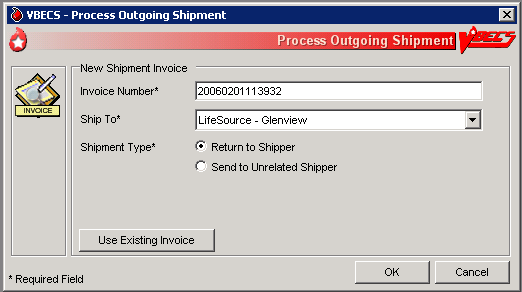 VBECS - Process Outgoing Shipment
Process Outgoing Shipment VBECS
New Shipment Invoice
INVOICE
Invoice Number* 20060201113932
Ship To* LifeSource - Glenview
Shipment Type* Return to Shipper
Send to Unrelated Shipper
Use Existing Invoice
* Required Field
OK Cancel